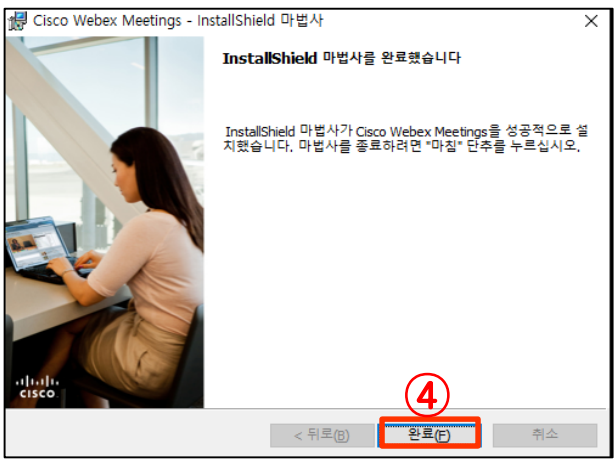 Cisco Webex Meetings - InstallShield 마법사
InstallShield 마법사를 완료했습니다
InstallShield 마법사가 Cisco Webex Meetings을 성공적으로 설
치했습니다. 마법사를 종료하려면 "마침" 단추를 누르십시오.
CISCO
④
< 뒤로(B)
완료(F)
취소